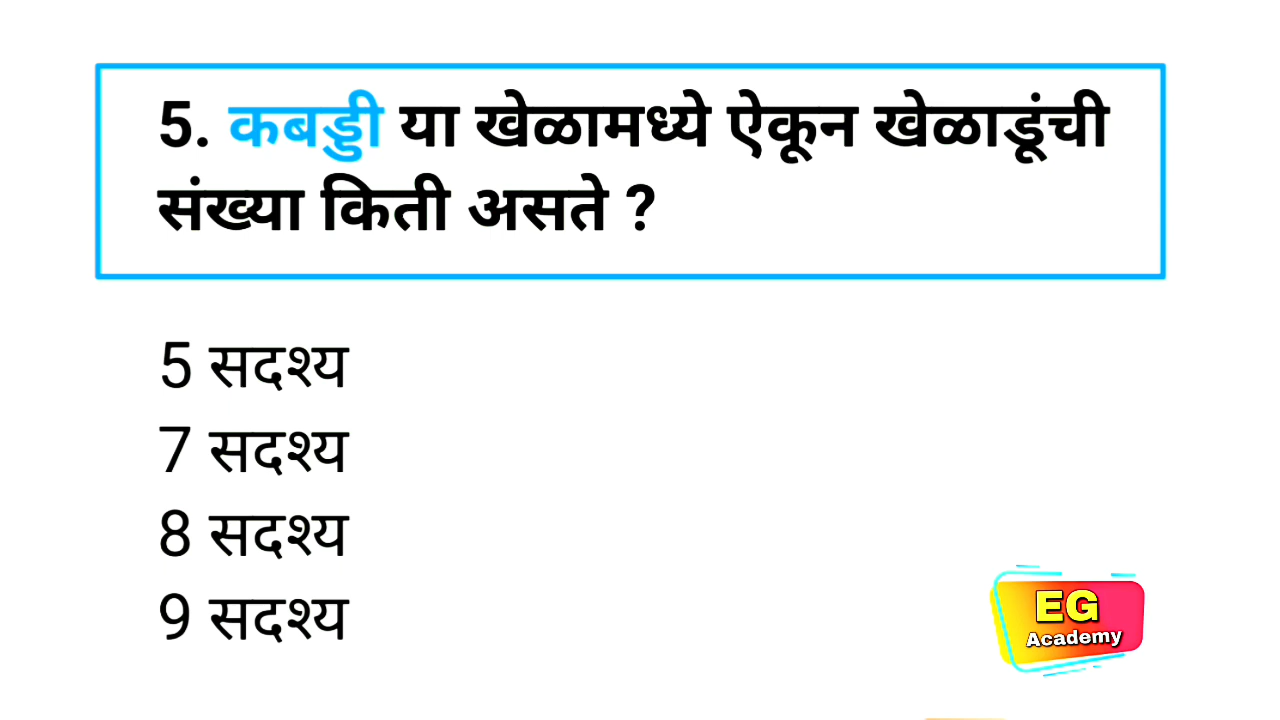 5. कबड्डी या खेळामध्ये ऐकून खेळाडूंची
संख्या किती असते ?
5 सदश्य
7 सदश्य
8 सदश्य
9 सदश्य
EG
Academy